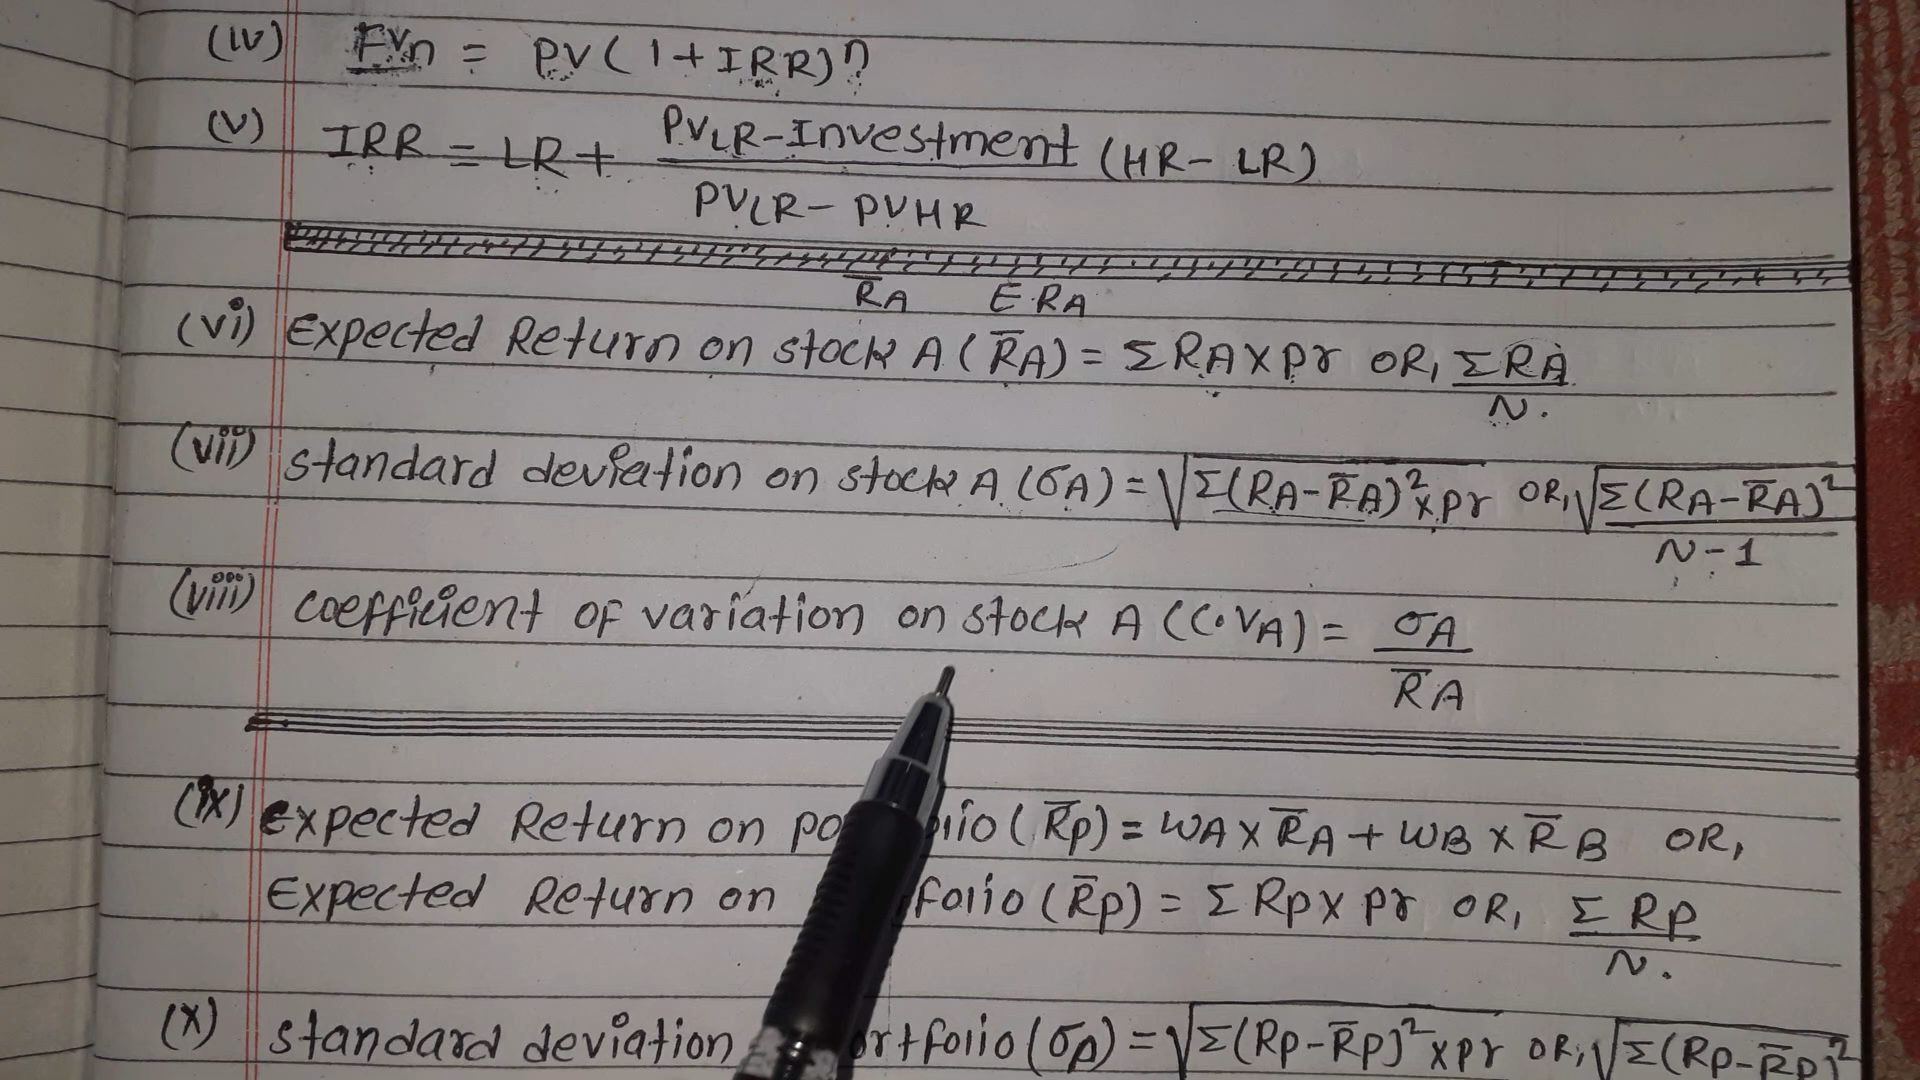 (iv) FVn = PV(1+IRR)n
(v) IRR = LR + PVLR-Investment (HR- LR)
PVLR- PVHR
R̅A E.RA
(vi) Expected Return on stock A (R̅A) = ΣRA×Pr OR, ΣRA
N.
(vii) standard deviation on stock A (σA) = √Σ(RA-R̅A)²×Pr OR, √Σ(RA-R̅A)²
N-1
(viii) coefficient of variation on stock A (C.VA) = σA
R̅A
(ix) Expected Return on po lio (R̅p) = WA×R̅A + WB×R̅B OR,
Expected Return on folio (R̅p) = ΣRp×Pr OR, ΣRp
N.
(x) standard deviation ortfolio (σp) = √Σ(Rp-R̅p)²×Pr OR, √Σ(Rp-R̅p)²